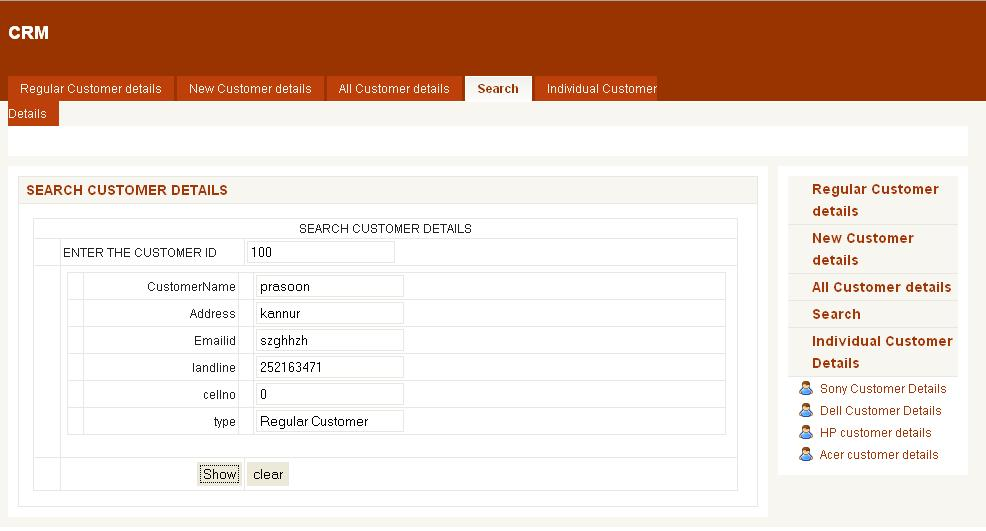 CRM
Regular Customer details New Customer details All Customer details Search Individual Customer
Details
SEARCH CUSTOMER DETAILS
SEARCH CUSTOMER DETAILS
ENTER THE CUSTOMER ID 100
CustomerName prasoon
Address kannur
Emailid szghhzh
landline 252163471
cellno 0
type Regular Customer
Show clear
Regular Customer
details
New Customer
details
All Customer details
Search
Individual Customer
Details
Sony Customer Details
Dell Customer Details
HP customer details
Acer customer details